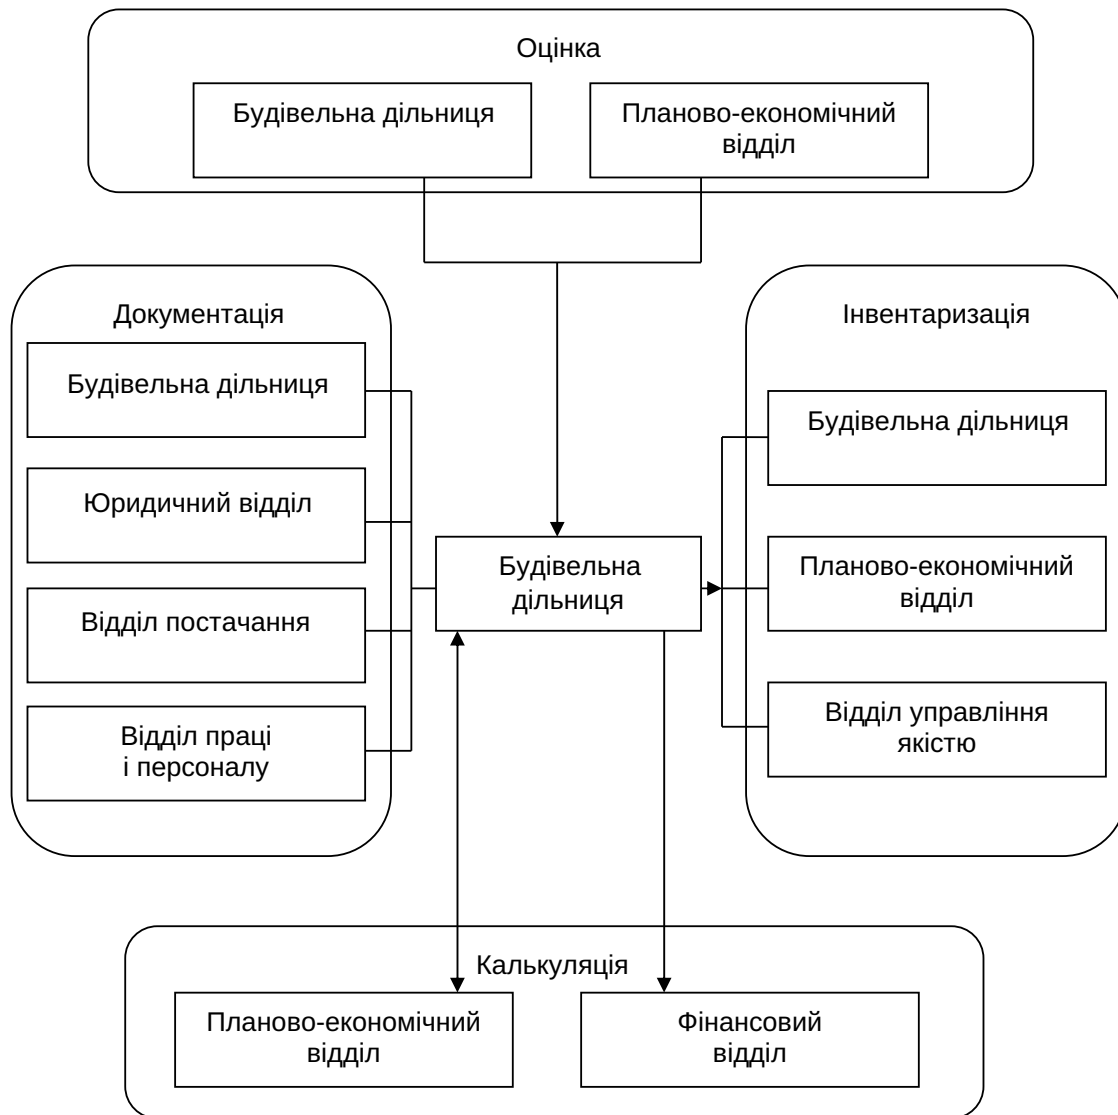 Оцінка
Будівельна дільниця
Планово-економічний
відділ
Документація
Будівельна дільниця
Юридичний відділ
Відділ постачання
Відділ праці
і персоналу
Будівельна
дільниця
Інвентаризація
Будівельна дільниця
Планово-економічний
відділ
Відділ управління
якістю
Калькуляція
Планово-економічний
відділ
Фінансовий
відділ